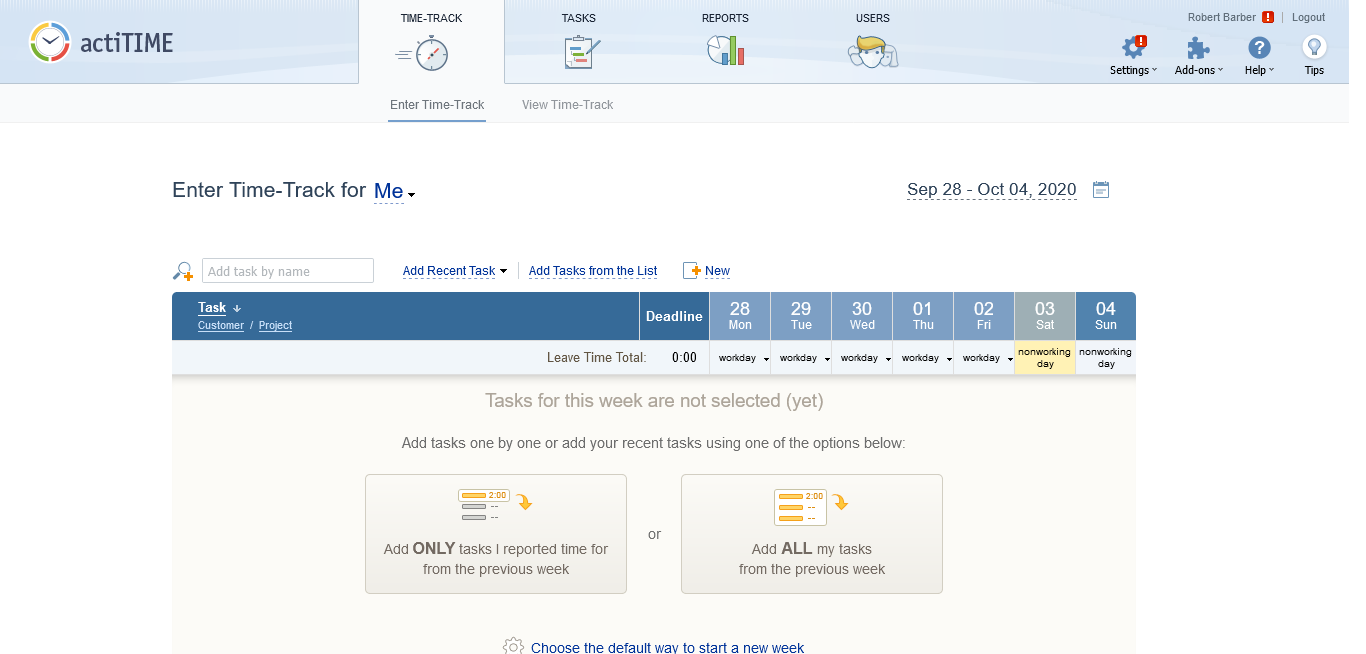 actiTIME
TIME-TRACK
TASKS
REPORTS
USERS
Robert Barber ! | Logout
Settings
Add-ons
Help
Tips
Enter Time-Track
View Time-Track
Enter Time-Track for Me
Sep 28 - Oct 04, 2020
Add task by name
Add Recent Task
Add Tasks from the List
New
Task
Customer / Project
Deadline
28 Mon
29 Tue
30 Wed
01 Thu
02 Fri
03 Sat
04 Sun
Leave Time Total: 0:00
workday
workday
workday
workday
workday
nonworking day
nonworking day
Tasks for this week are not selected (yet)
Add tasks one by one or add your recent tasks using one of the options below:
2:00
--
--
Add ONLY tasks I reported time for
from the previous week
or
2:00
--
--
Add ALL my tasks
from the previous week
Choose the default way to start a new week